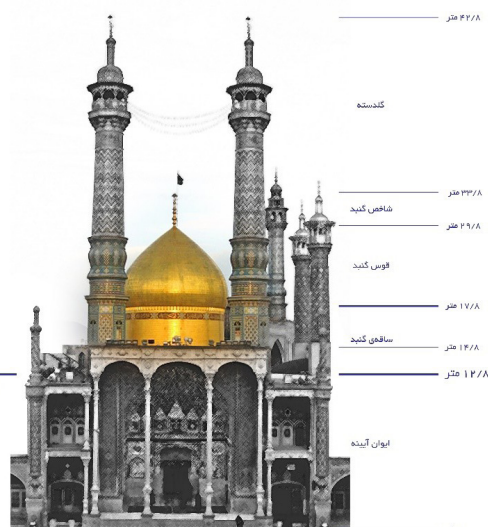 ۴۲/۸ متر
گلدسته
۳۳/۸ متر
شاخص گنبد
۲۹/۸ متر
قوس گنبد
۱۷/۸ متر
ساقه‌ی گنبد
۱۴/۸ متر
۱۲/۸ متر
ایوان آیینه